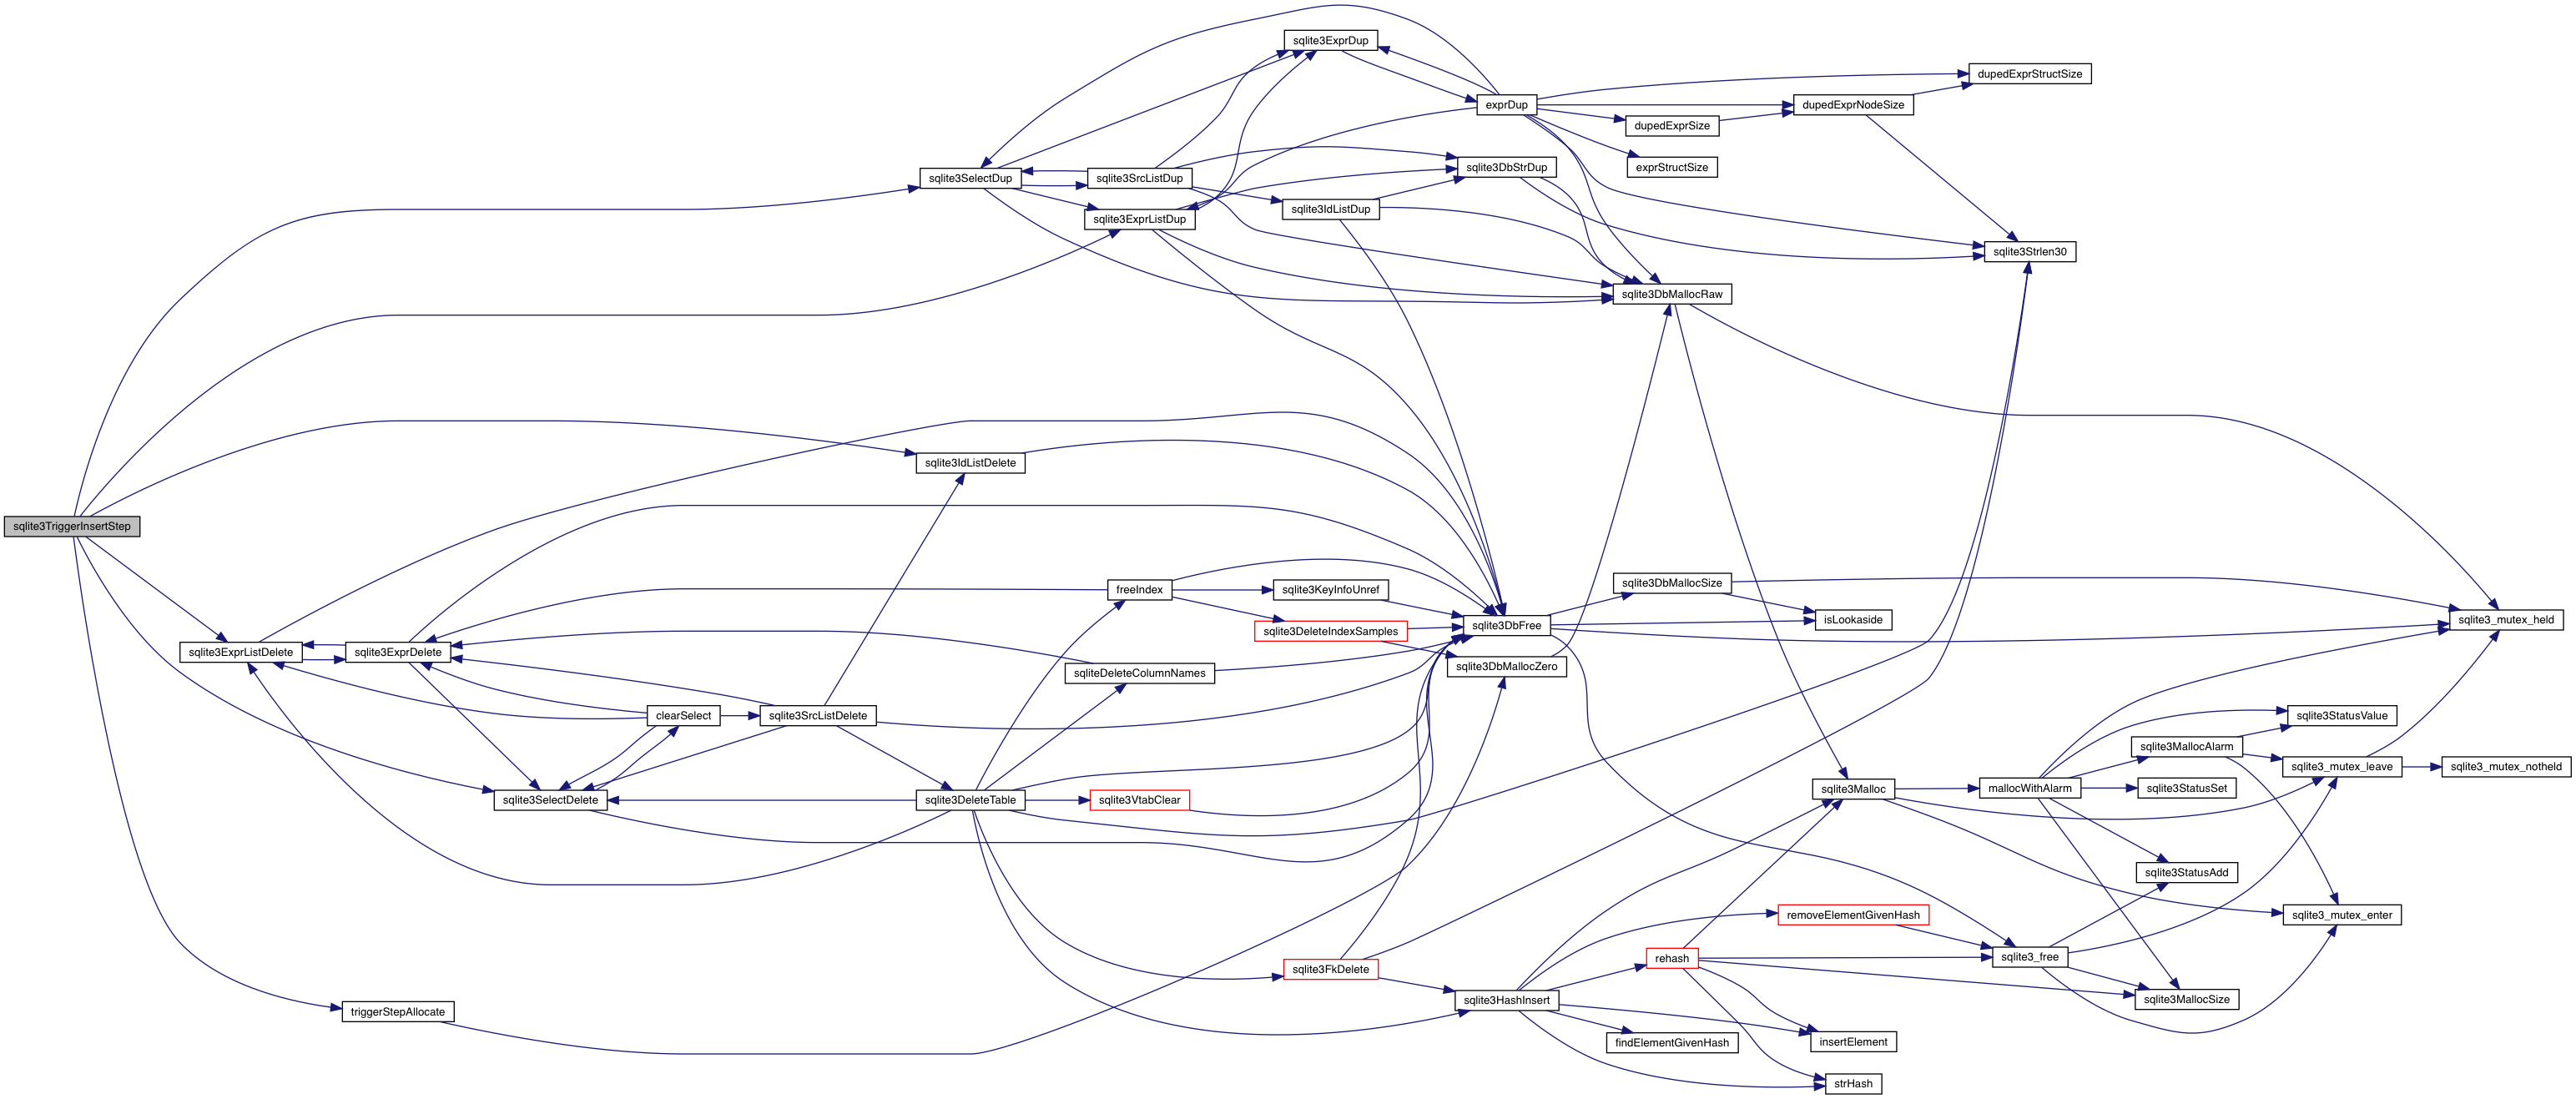 sqlite3TriggerInsertStep
sqlite3ExprListDelete
sqlite3ExprDelete
triggerStepAllocate
sqlite3SelectDelete
clearSelect
sqlite3SrcListDelete
sqlite3SelectDup
sqlite3IdListDelete
sqlite3DeleteTable
sqlite3SrcListDup
sqlite3ExprListDup
freeIndex
sqliteDeleteColumnNames
sqlite3VtabClear
sqlite3ExprDup
sqlite3IdListDup
sqlite3KeyInfoUnref
sqlite3DeleteIndexSamples
sqlite3FkDelete
exprDup
sqlite3DbStrDup
sqlite3DbFree
sqlite3DbMallocZero
sqlite3HashInsert
dupedExprSize
exprStructSize
sqlite3DbMallocRaw
sqlite3DbMallocSize
rehash
findElementGivenHash
dupedExprNodeSize
isLookaside
sqlite3Malloc
removeElementGivenHash
insertElement
strHash
dupedExprStructSize
sqlite3Strlen30
mallocWithAlarm
sqlite3_free
sqlite3MallocAlarm
sqlite3StatusSet
sqlite3StatusAdd
sqlite3MallocSize
sqlite3StatusValue
sqlite3_mutex_leave
sqlite3_mutex_enter
sqlite3_mutex_held
sqlite3_mutex_notheld